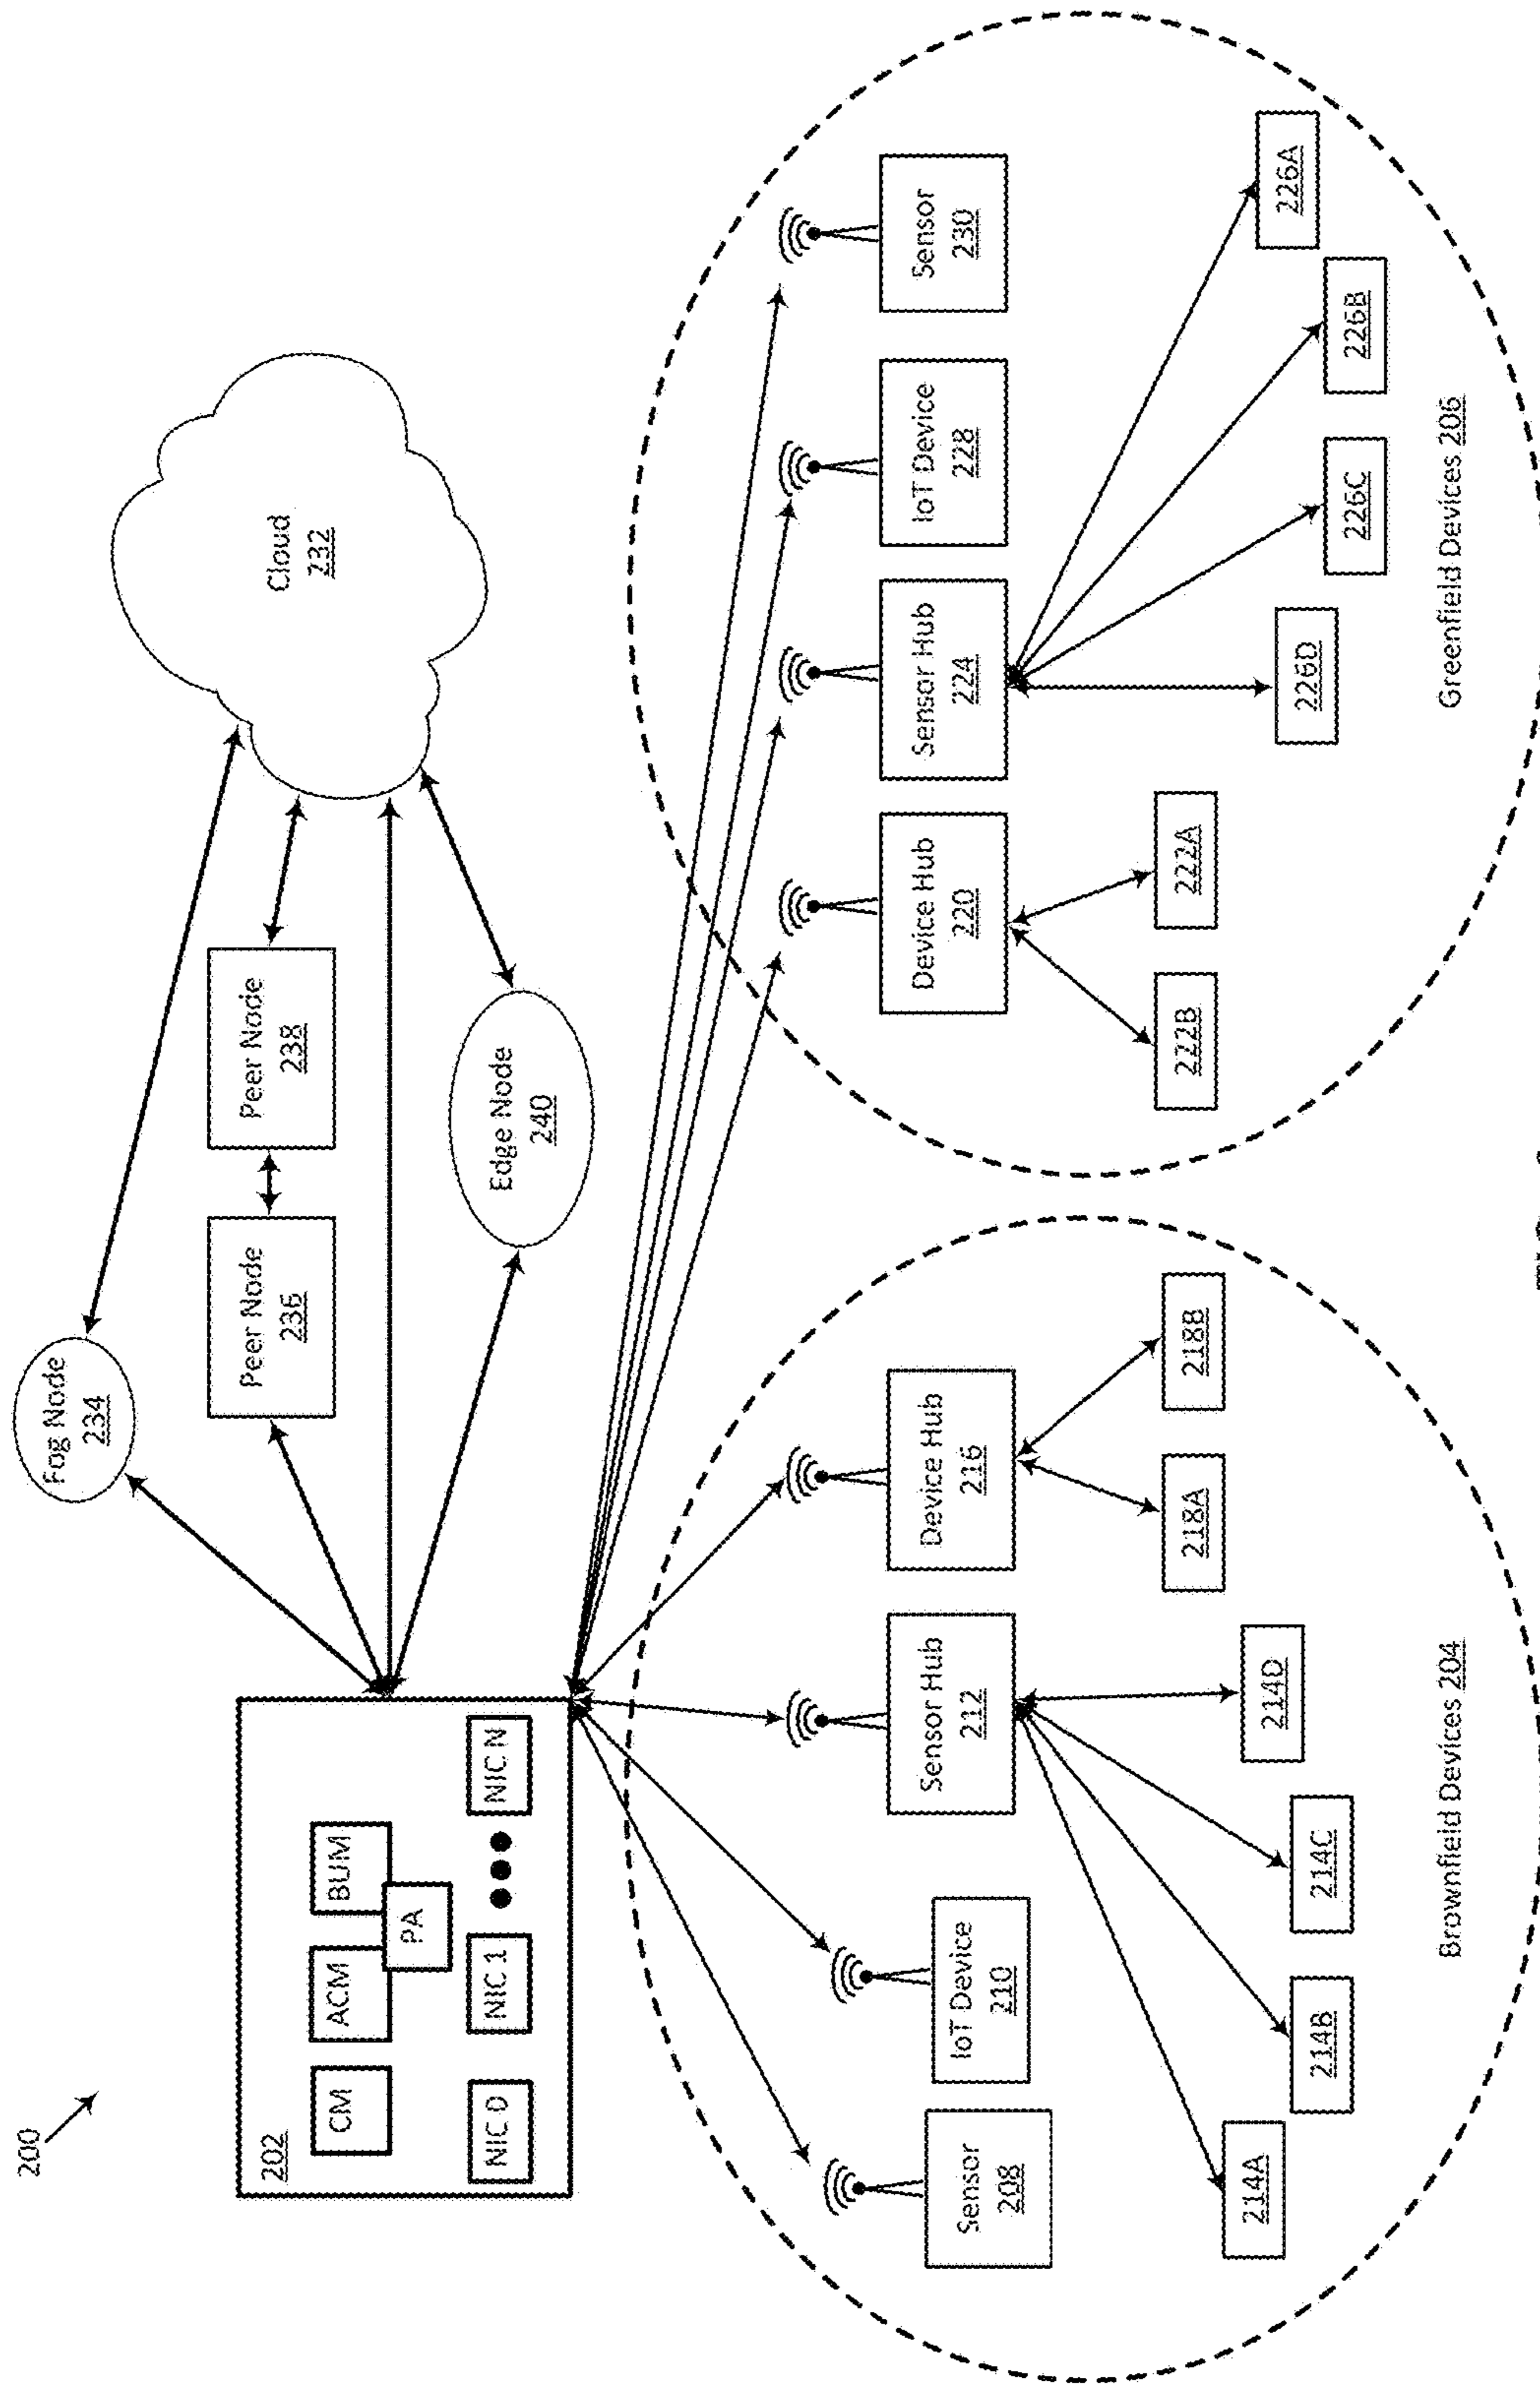 200
202
CM
ACM
BUM
PA
NIC 0
NIC 1
NIC N
Fog Node
234
Peer Node
236
Peer Node
238
Edge Node
240
Cloud
232
Sensor
208
IoT Device
210
Sensor Hub
212
Device Hub
216
214A
214B
214C
214D
218A
218B
Brownfield Devices 204
Device Hub
220
Sensor Hub
224
IoT Device
228
Sensor
230
222B
222A
226D
226C
226B
226A
Greenfield Devices 206